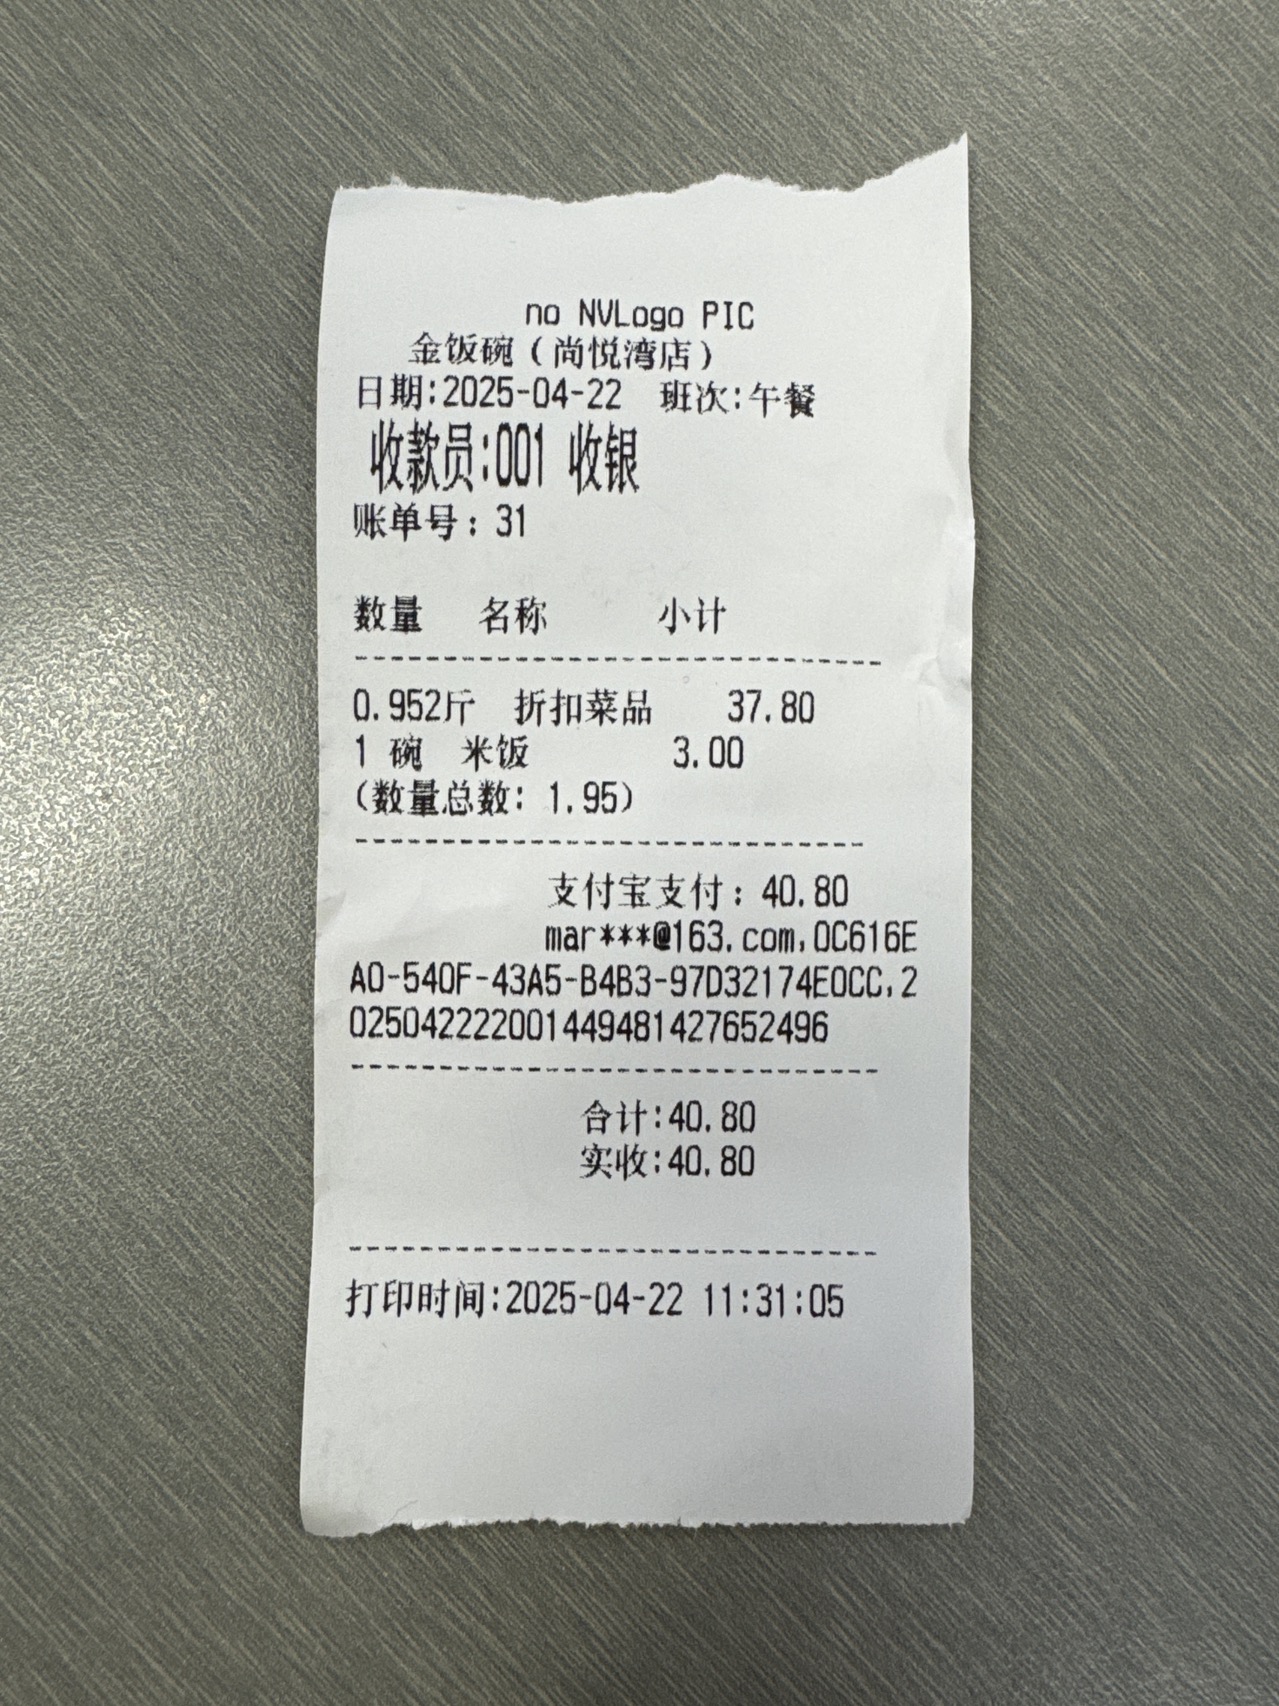 no NVLogo PIC
金饭碗（尚悦湾店）
日期:2025-04-22 班次:午餐
收款员:001 收银
账单号: 31
数量 名称 小计
------------------------------
0.952斤 折扣菜品 37.80
1 碗 米饭 3.00
(数量总数: 1.95)
-----------------------------
支付宝支付: 40.80
mar***@163.com,0C616E
A0-540F-43A5-B4B3-97D32174E0CC,2
025042222001449481427652496
------------------------------
合计:40.80
实收:40.80
------------------------------
打印时间:2025-04-22 11:31:05